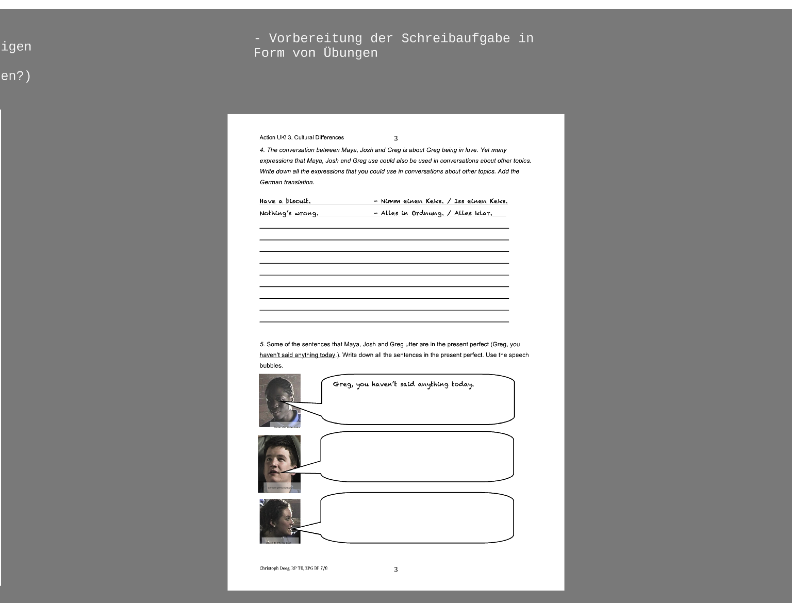 igen
en?)
- Vorbereitung der Schreibaufgabe in
Form von Übungen
Action UK! 3. Cultural Differences
3
4. The conversation between Maya, Josh and Greg is about Greg being in love. Yet many
expressions that Maya, Josh and Greg use could also be used in conversations about other topics.
Write down all the expressions that you could use in conversations about other topics. Add the
German translation.
Have a biscuit. – Nimm einen Keks. / Iss einen Keks.
Nothing's wrong. – Alles in Ordnung. / Alles klar.
5. Some of the sentences that Maya, Josh and Greg utter are in the present perfect (Greg, you
haven't said anything today.). Write down all the sentences in the present perfect. Use the speech
bubbles.
Greg, you haven't said anything today.
3